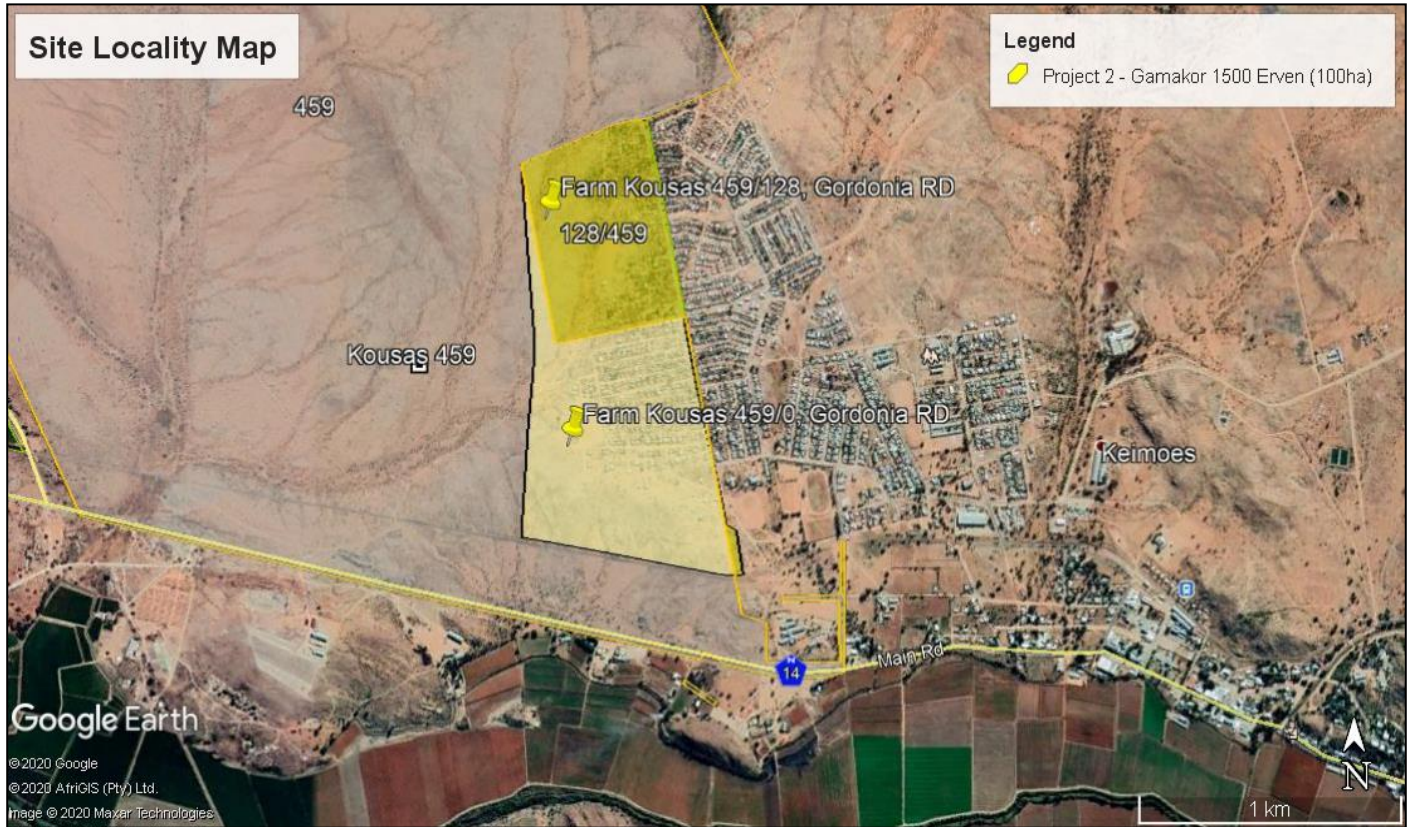 Site Locality Map
Legend
Project 2 - Gamakor 1500 Erven (100ha)
459
Farm Kousas 459/128, Gordonia RD
128/459
Kousas 459
Farm Kousas 459/0, Gordonia RD
Keimoes
Main Rd
N
14
Google Earth
©2020 Google
©2020 AfriGIS (Pty) Ltd.
Image © 2020 Maxar Technologies
N
1 km